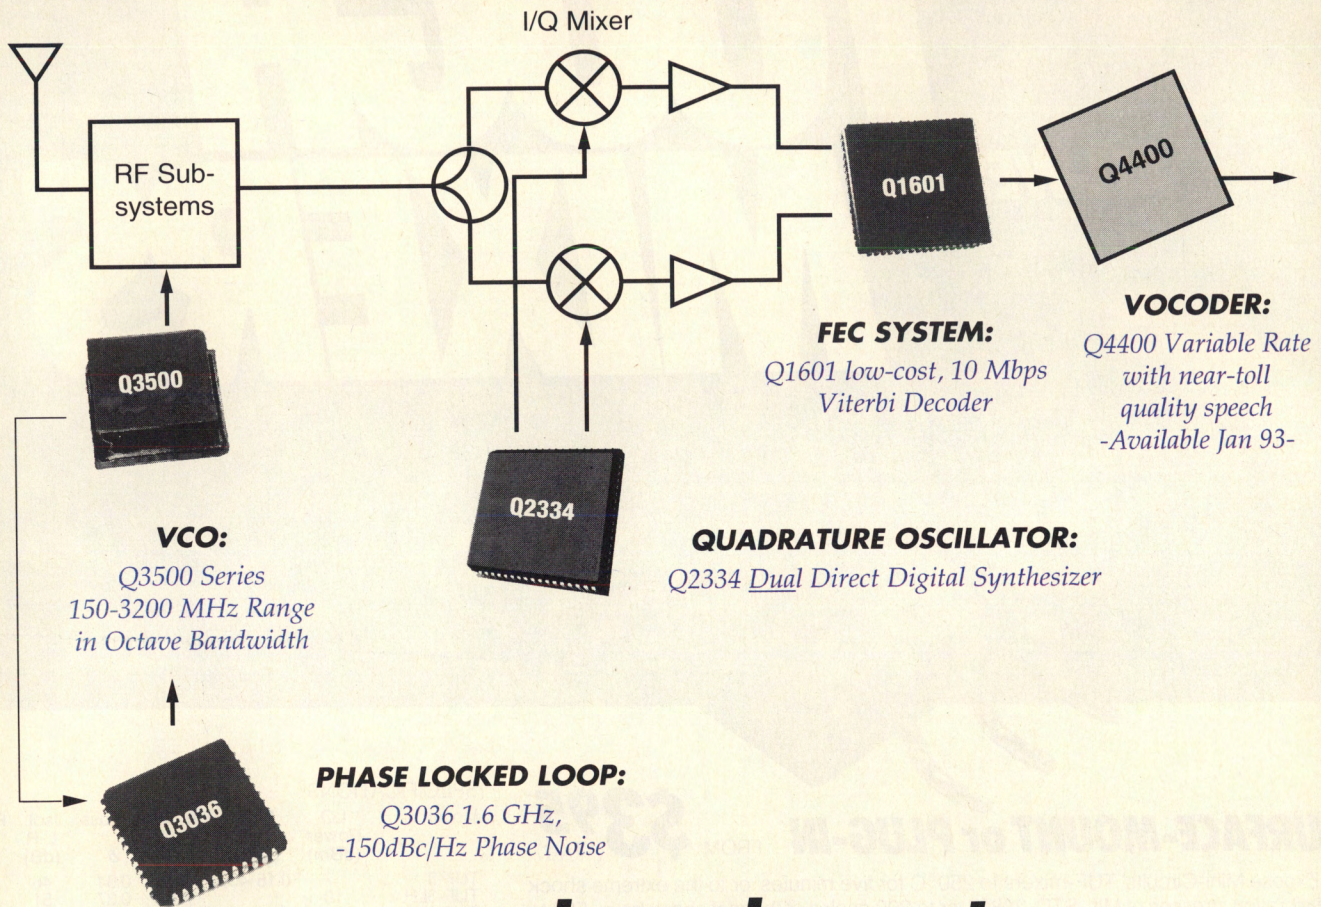 I/Q Mixer
RF Sub-
systems
Q1601
Q4400
Q3500
VOCODER:
Q4400 Variable Rate
with near-toll
quality speech
-Available Jan 93-
FEC SYSTEM:
Q1601 low-cost, 10 Mbps
Viterbi Decoder
Q2334
VCO:
Q3500 Series
150-3200 MHz Range
in Octave Bandwidth
QUADRATURE OSCILLATOR:
Q2334 Dual Direct Digital Synthesizer
Q3036
PHASE LOCKED LOOP:
Q3036 1.6 GHz,
-150dBc/Hz Phase Noise